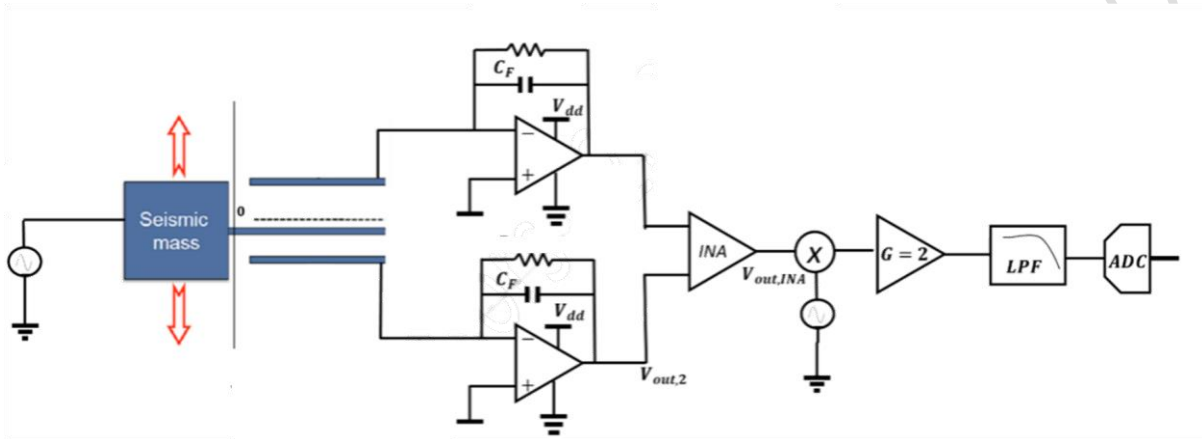 C_F
V_dd
Seismic
mass
0
−
+
C_F
V_dd
−
+
V_out,2
INA
V_out,INA
X
G = 2
LPF
ADC